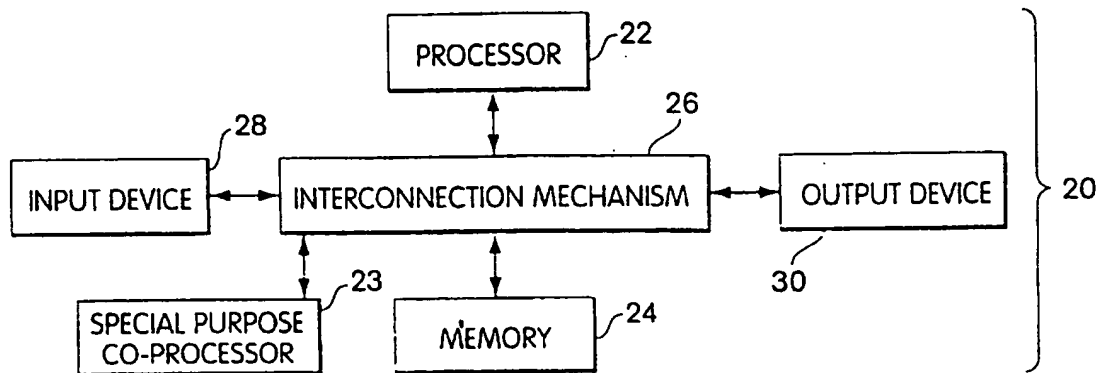 PROCESSOR
22
28
26
INPUT DEVICE
INTERCONNECTION MECHANISM
OUTPUT DEVICE
20
30
23
SPECIAL PURPOSE
CO-PROCESSOR
MEMORY
24